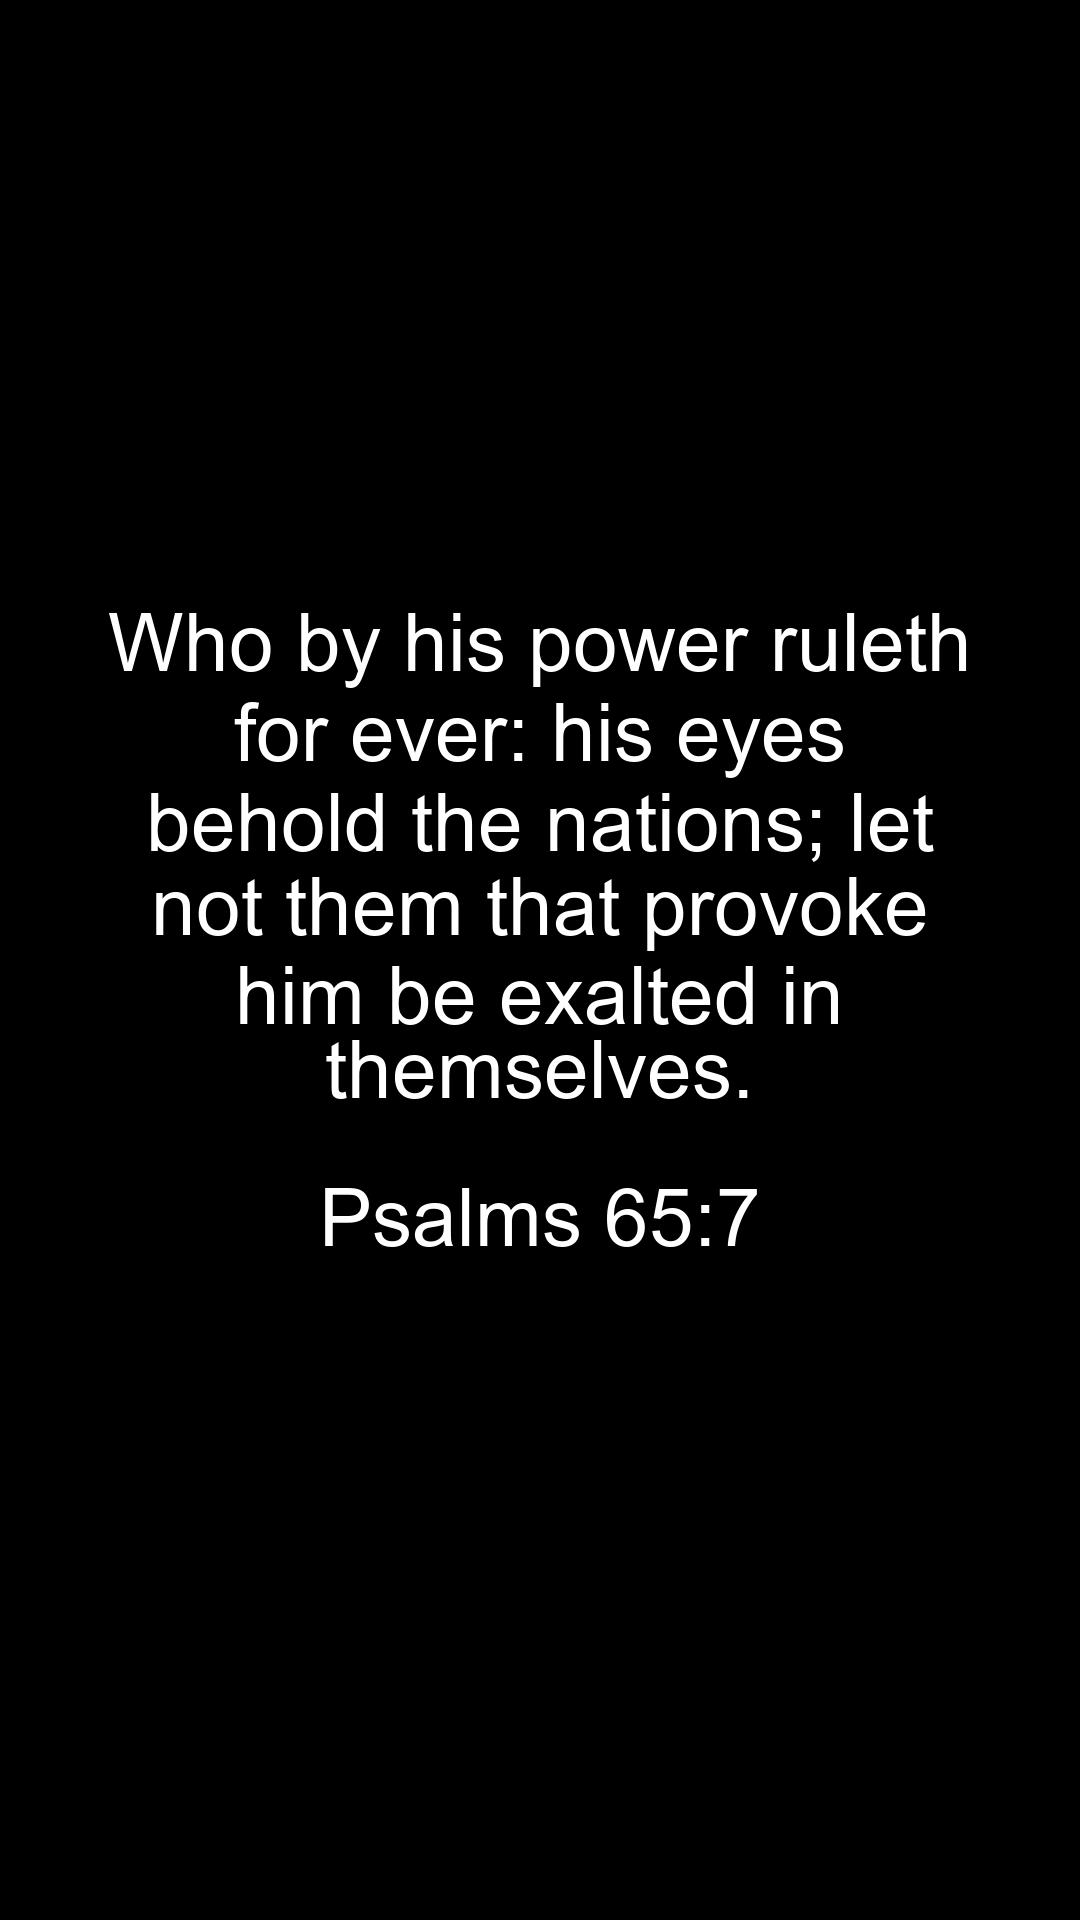 Who by his power ruleth
for ever: his eyes
behold the nations; let
not them that provoke
him be exalted in
themselves.
Psalms 65:7